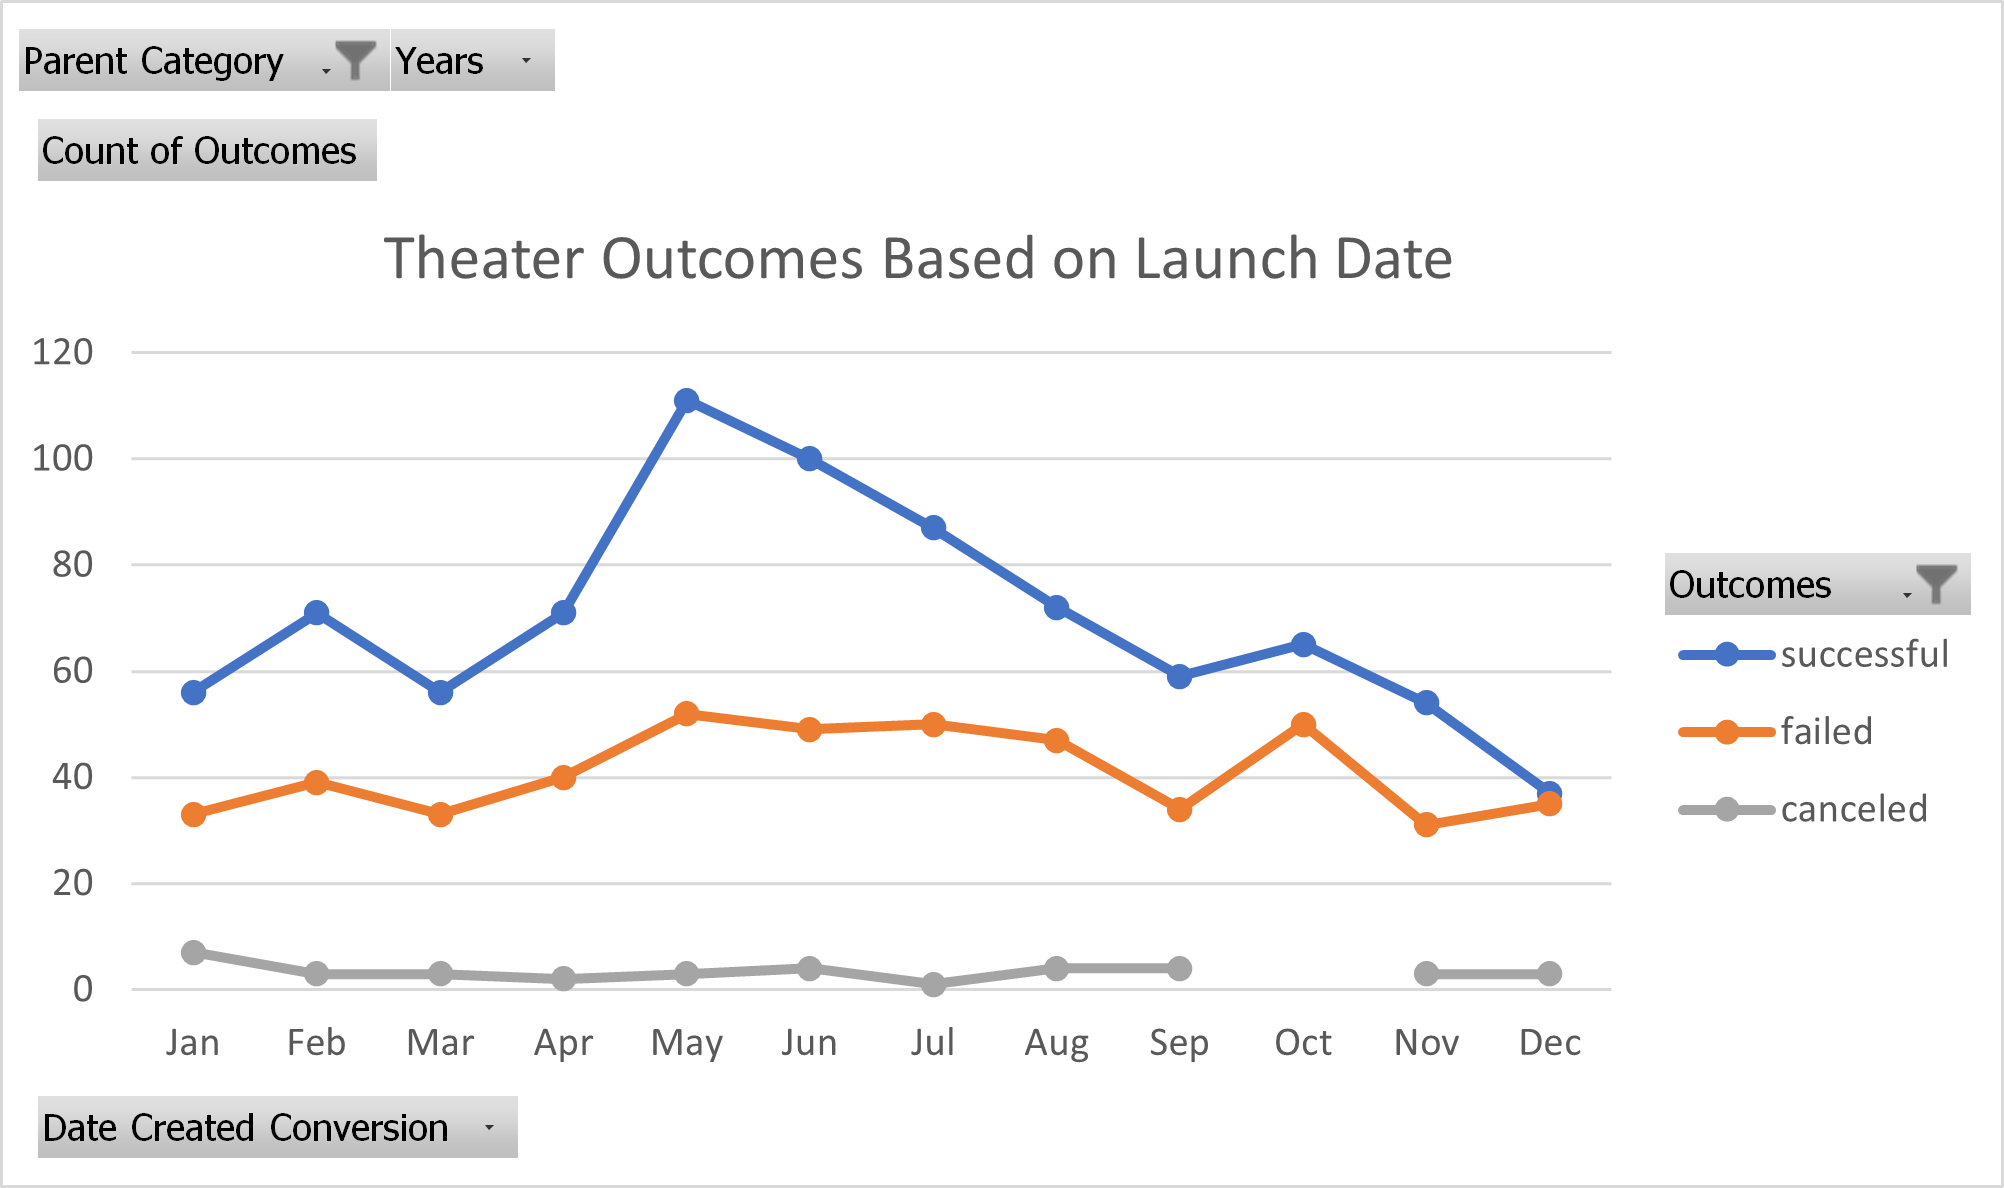 Parent Category Years
Count of Outcomes
Theater Outcomes Based on Launch Date
120
100
80
60
40
20
0
Jan Feb Mar Apr May Jun Jul Aug Sep Oct Nov Dec
Outcomes
successful
failed
canceled
Date Created Conversion